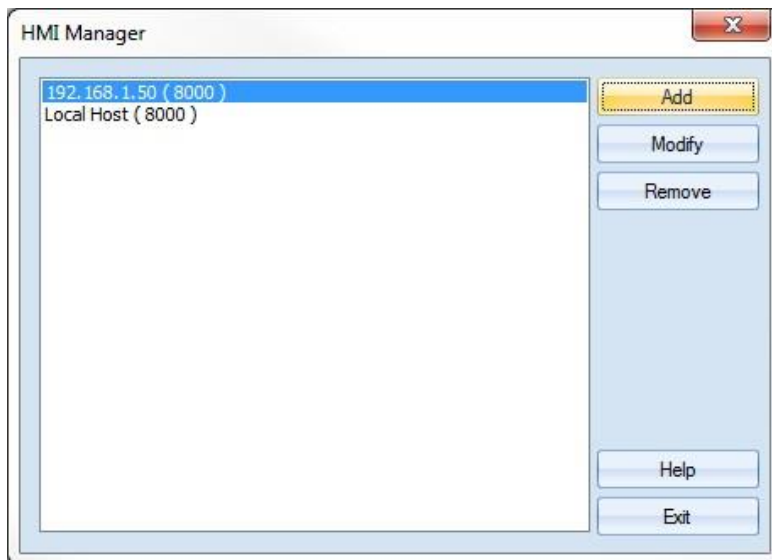 HMI Manager
192.168.1.50 ( 8000 )
Local Host ( 8000 )
Add
Modify
Remove
Help
Exit